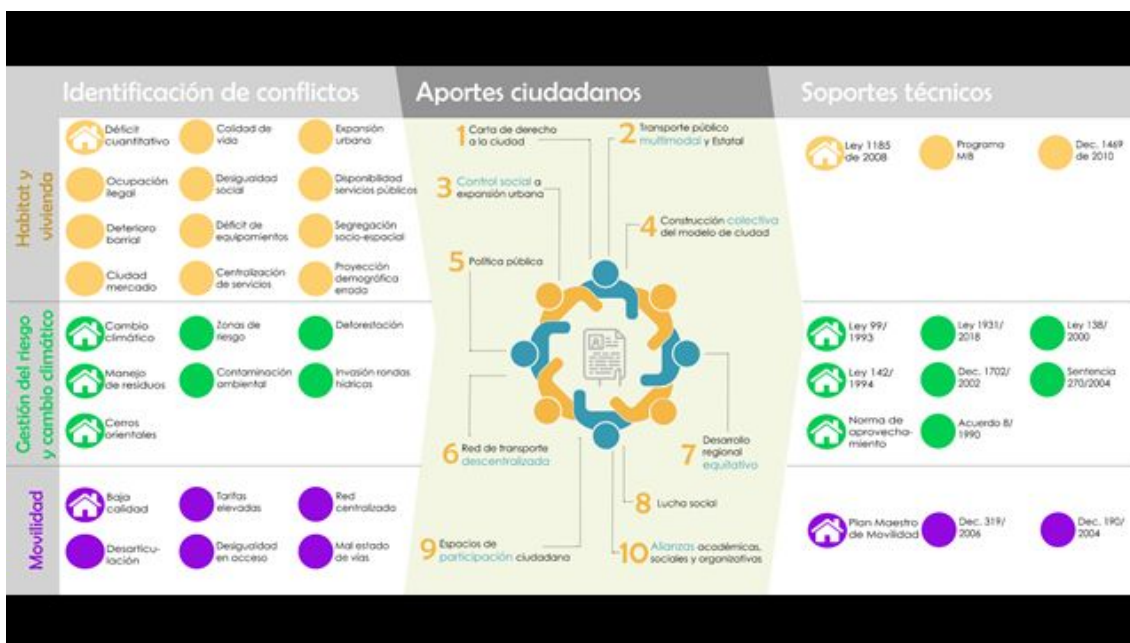 Identificación de conflictos
Aportes ciudadanos
Soportes técnicos
Habitat y
vivienda
Déficit
cuantitativo
Calidad de
vida
Expansión
urbana
Ocupación
ilegal
Desigualdad
social
Disponibilidad
servicios públicos
Deterioro
barrial
Déficit de
equipamientos
Segregación
socio-espacial
Ciudad
mercado
Centralización
de servicios
Proyección
demográfica
errada
1 Carta de derecho
a la ciudad
2 Transporte público
multimodal y Estatal
3 Control social a
expansión urbana
4 Construcción colectiva
del modelo de ciudad
5 Política pública
6 Red de transporte
descentralizada
7 Desarrollo
regional
equitativo
8 Lucha social
9 Espacios de
participación ciudadana
10 Alianzas académicas,
sociales y organizativas
Ley 1185
de 2008
Programa
MIB
Dec. 1469
de 2010
Gestión del riesgo
y cambio climático
Cambio
climático
Zonas de
riesgo
Deforestación
Manejo
de residuos
Contaminación
ambiental
Invasión rondas
hídricas
Cerros
orientales
Ley 99/
1993
Ley 1931/
2018
Ley 138/
2000
Ley 142/
1994
Dec. 1702/
2002
Sentencia
270/2004
Norma de
aprovecha-
miento
Acuerdo 8/
1990
Movilidad
Baja
calidad
Tarifas
elevadas
Red
centralizada
Desarticu-
lación
Desigualdad
en acceso
Mal estado
de vías
Plan Maestro
de Movilidad
Dec. 319/
2006
Dec. 190/
2004